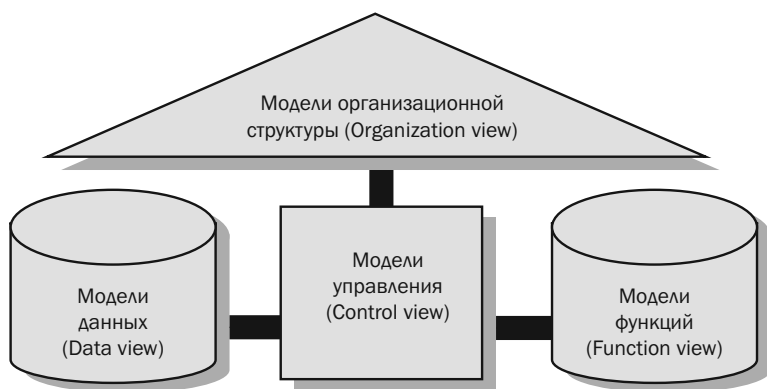 Модели организационной
структуры (Organization view)
Модели
данных
(Data view)
Модели
управления
(Control view)
Модели
функций
(Function view)